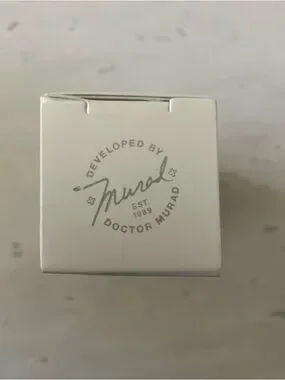 DEVELOPED BY
Murad
EST.
1989
DOCTOR MURAD